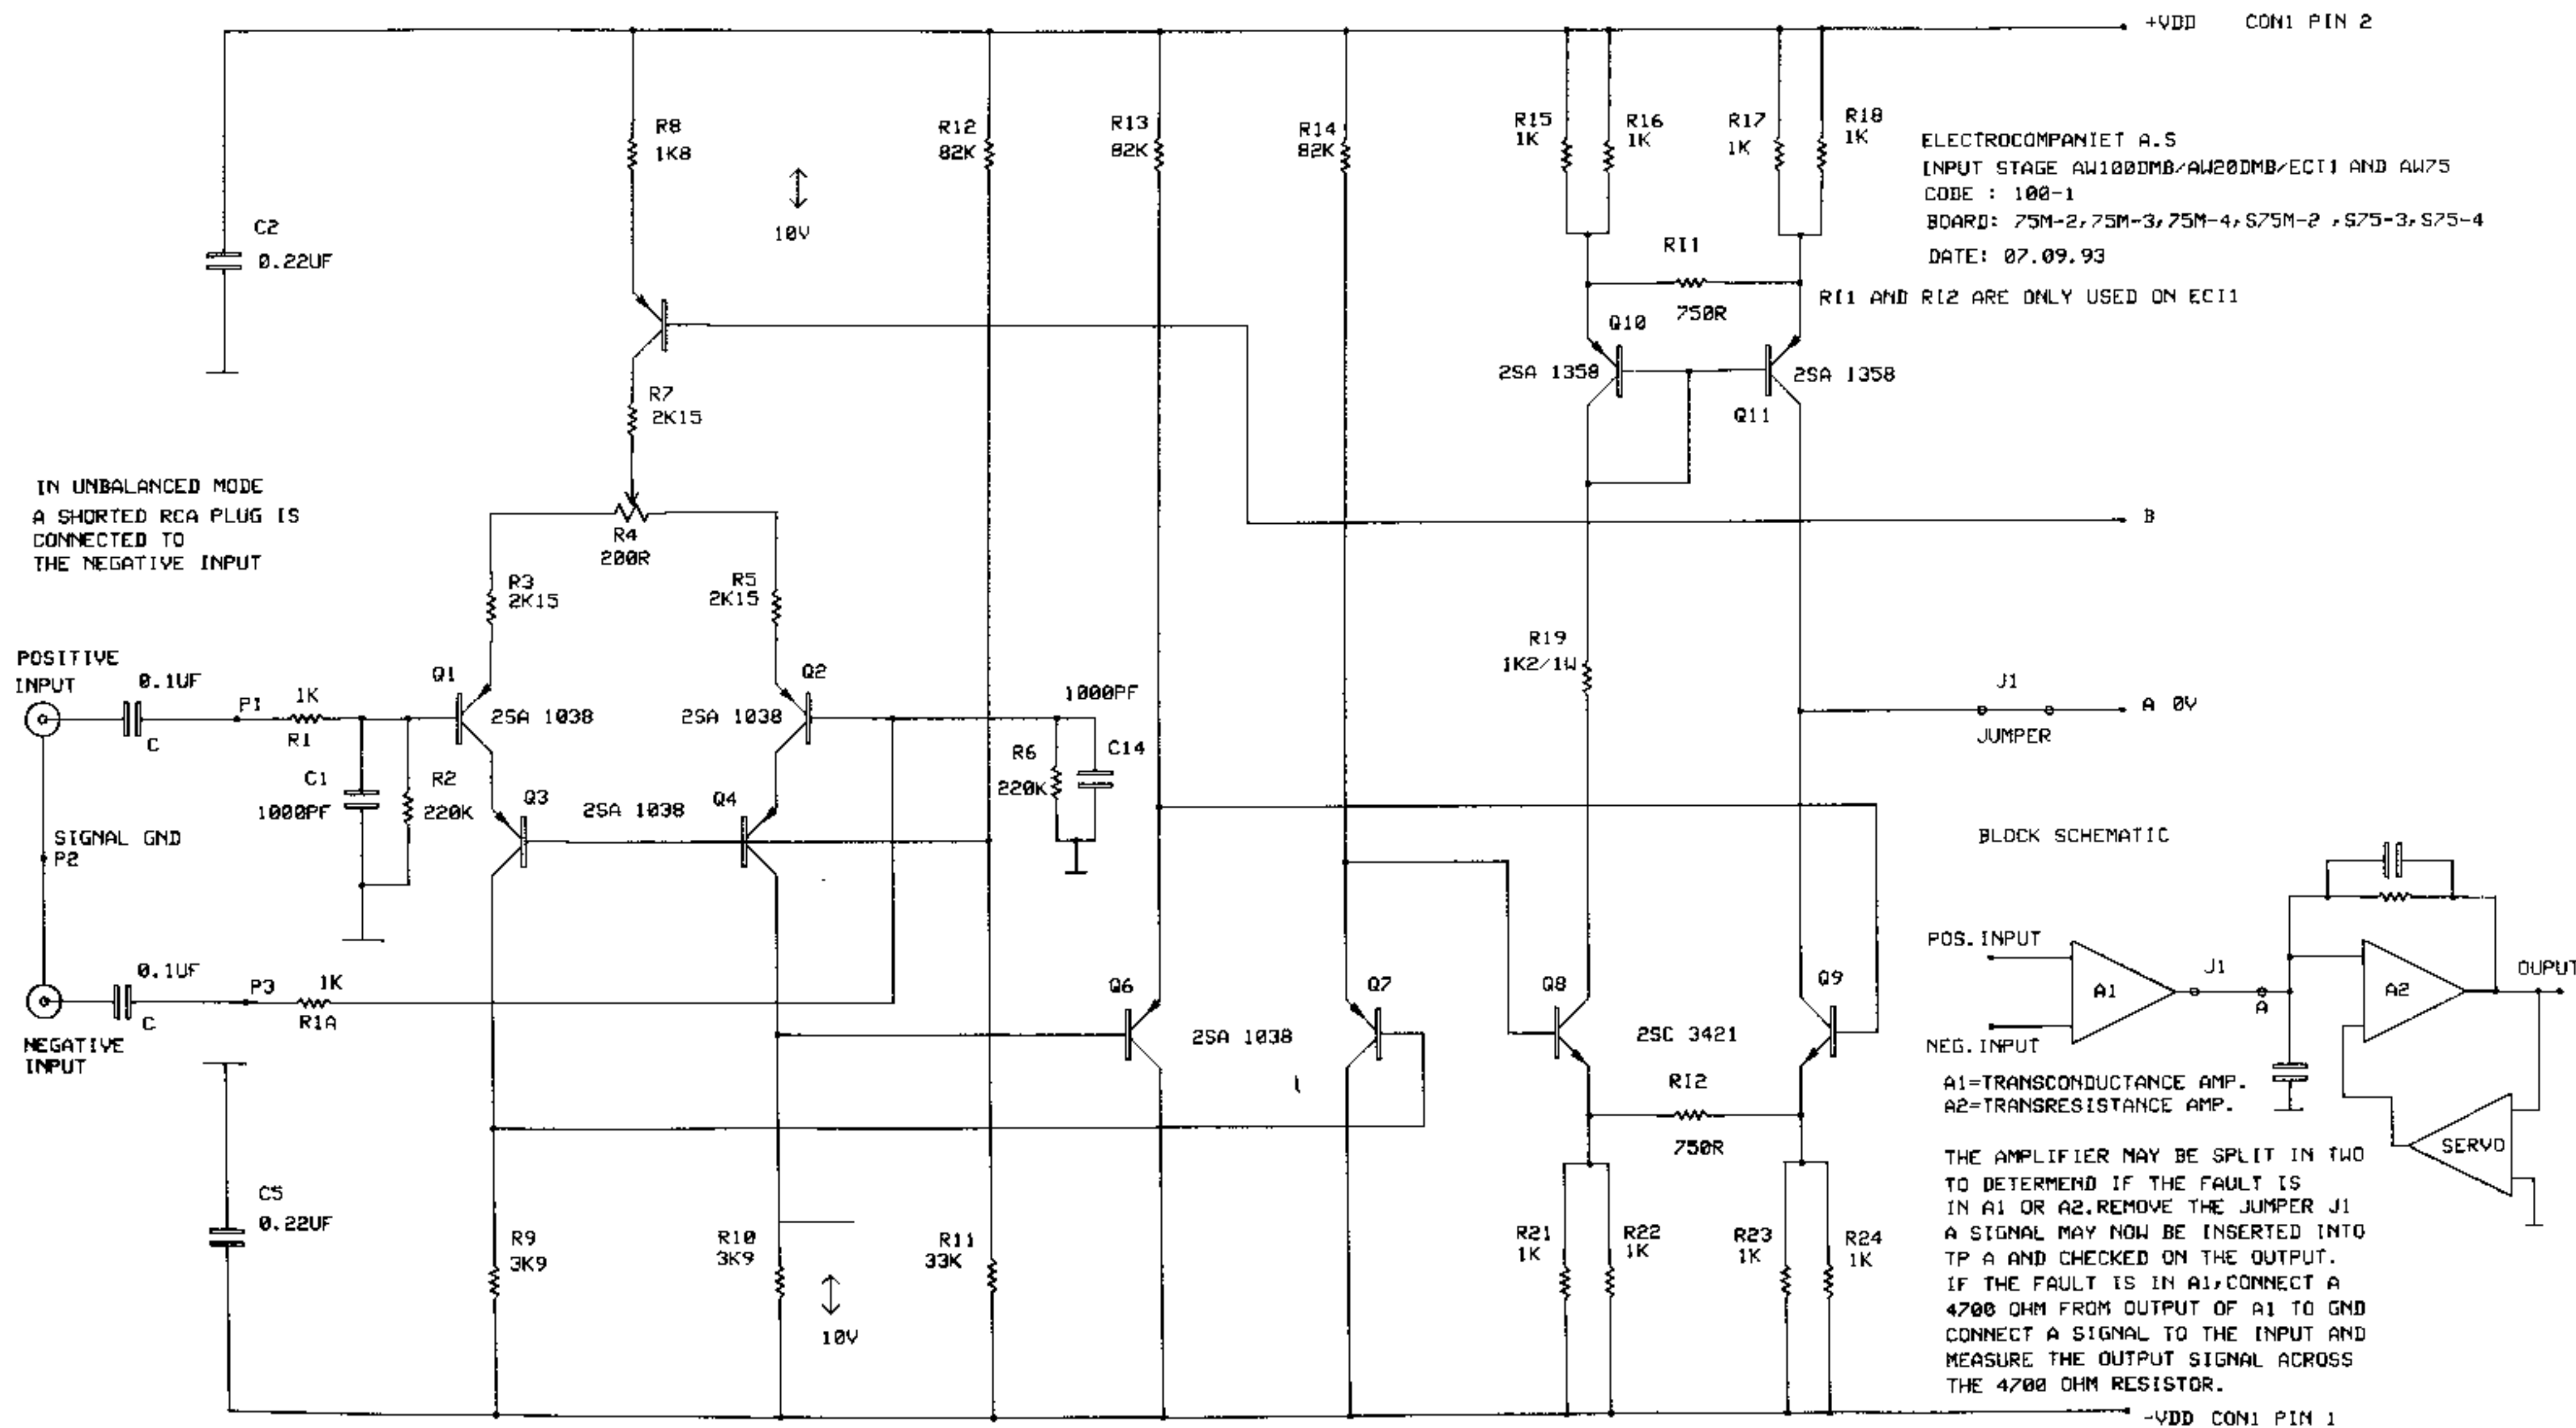 +VDD CON1 PIN 2
R8
1K8
R12
82K
R13
82K
R14
82K
R15
1K
R16
1K
R17
1K
R18
1K
ELECTROCOMPANIET A.S
INPUT STAGE AW100DMB/AW20DMB/ECI1 AND AW75
CODE : 100-1
BOARD: 75M-2,75M-3,75M-4,S75M-2 ,S75-3,S75-4
DATE: 07.09.93
C2
0.22UF
10V
RI1
750R
RI1 AND RI2 ARE ONLY USED ON ECI1
Q10
2SA 1358
2SA 1358
Q11
R7
2K15
IN UNBALANCED MODE
A SHORTED RCA PLUG IS
CONNECTED TO
THE NEGATIVE INPUT
B
R4
200R
R3
2K15
R5
2K15
R19
1K2/1W
POSITIVE
INPUT
0.1UF
C
P1
1K
R1
Q1
2SA 1038
Q2
2SA 1038
1000PF
C14
R6
220K
J1
JUMPER
A 0V
C1
1000PF
R2
220K
Q3
2SA 1038
Q4
SIGNAL GND
P2
BLOCK SCHEMATIC
0.1UF
C
P3
1K
R1A
NEGATIVE
INPUT
Q6
2SA 1038
Q7
Q8
2SC 3421
Q9
POS.INPUT
NEG.INPUT
A1
J1
A
A2
OUPUT
SERVO
RI2
750R
A1=TRANSCONDUCTANCE AMP.
A2=TRANSRESISTANCE AMP.
THE AMPLIFIER MAY BE SPLIT IN TWO
TO DETERMEND IF THE FAULT IS
IN A1 OR A2.REMOVE THE JUMPER J1
A SIGNAL MAY NOW BE INSERTED INTO
TP A AND CHECKED ON THE OUTPUT.
IF THE FAULT IS IN A1,CONNECT A
4700 OHM FROM OUTPUT OF A1 TO GND
CONNECT A SIGNAL TO THE INPUT AND
MEASURE THE OUTPUT SIGNAL ACROSS
THE 4700 OHM RESISTOR.
C5
0.22UF
R9
3K9
R10
3K9
10V
R11
33K
R21
1K
R22
1K
R23
1K
R24
1K
-VDD CON1 PIN 1